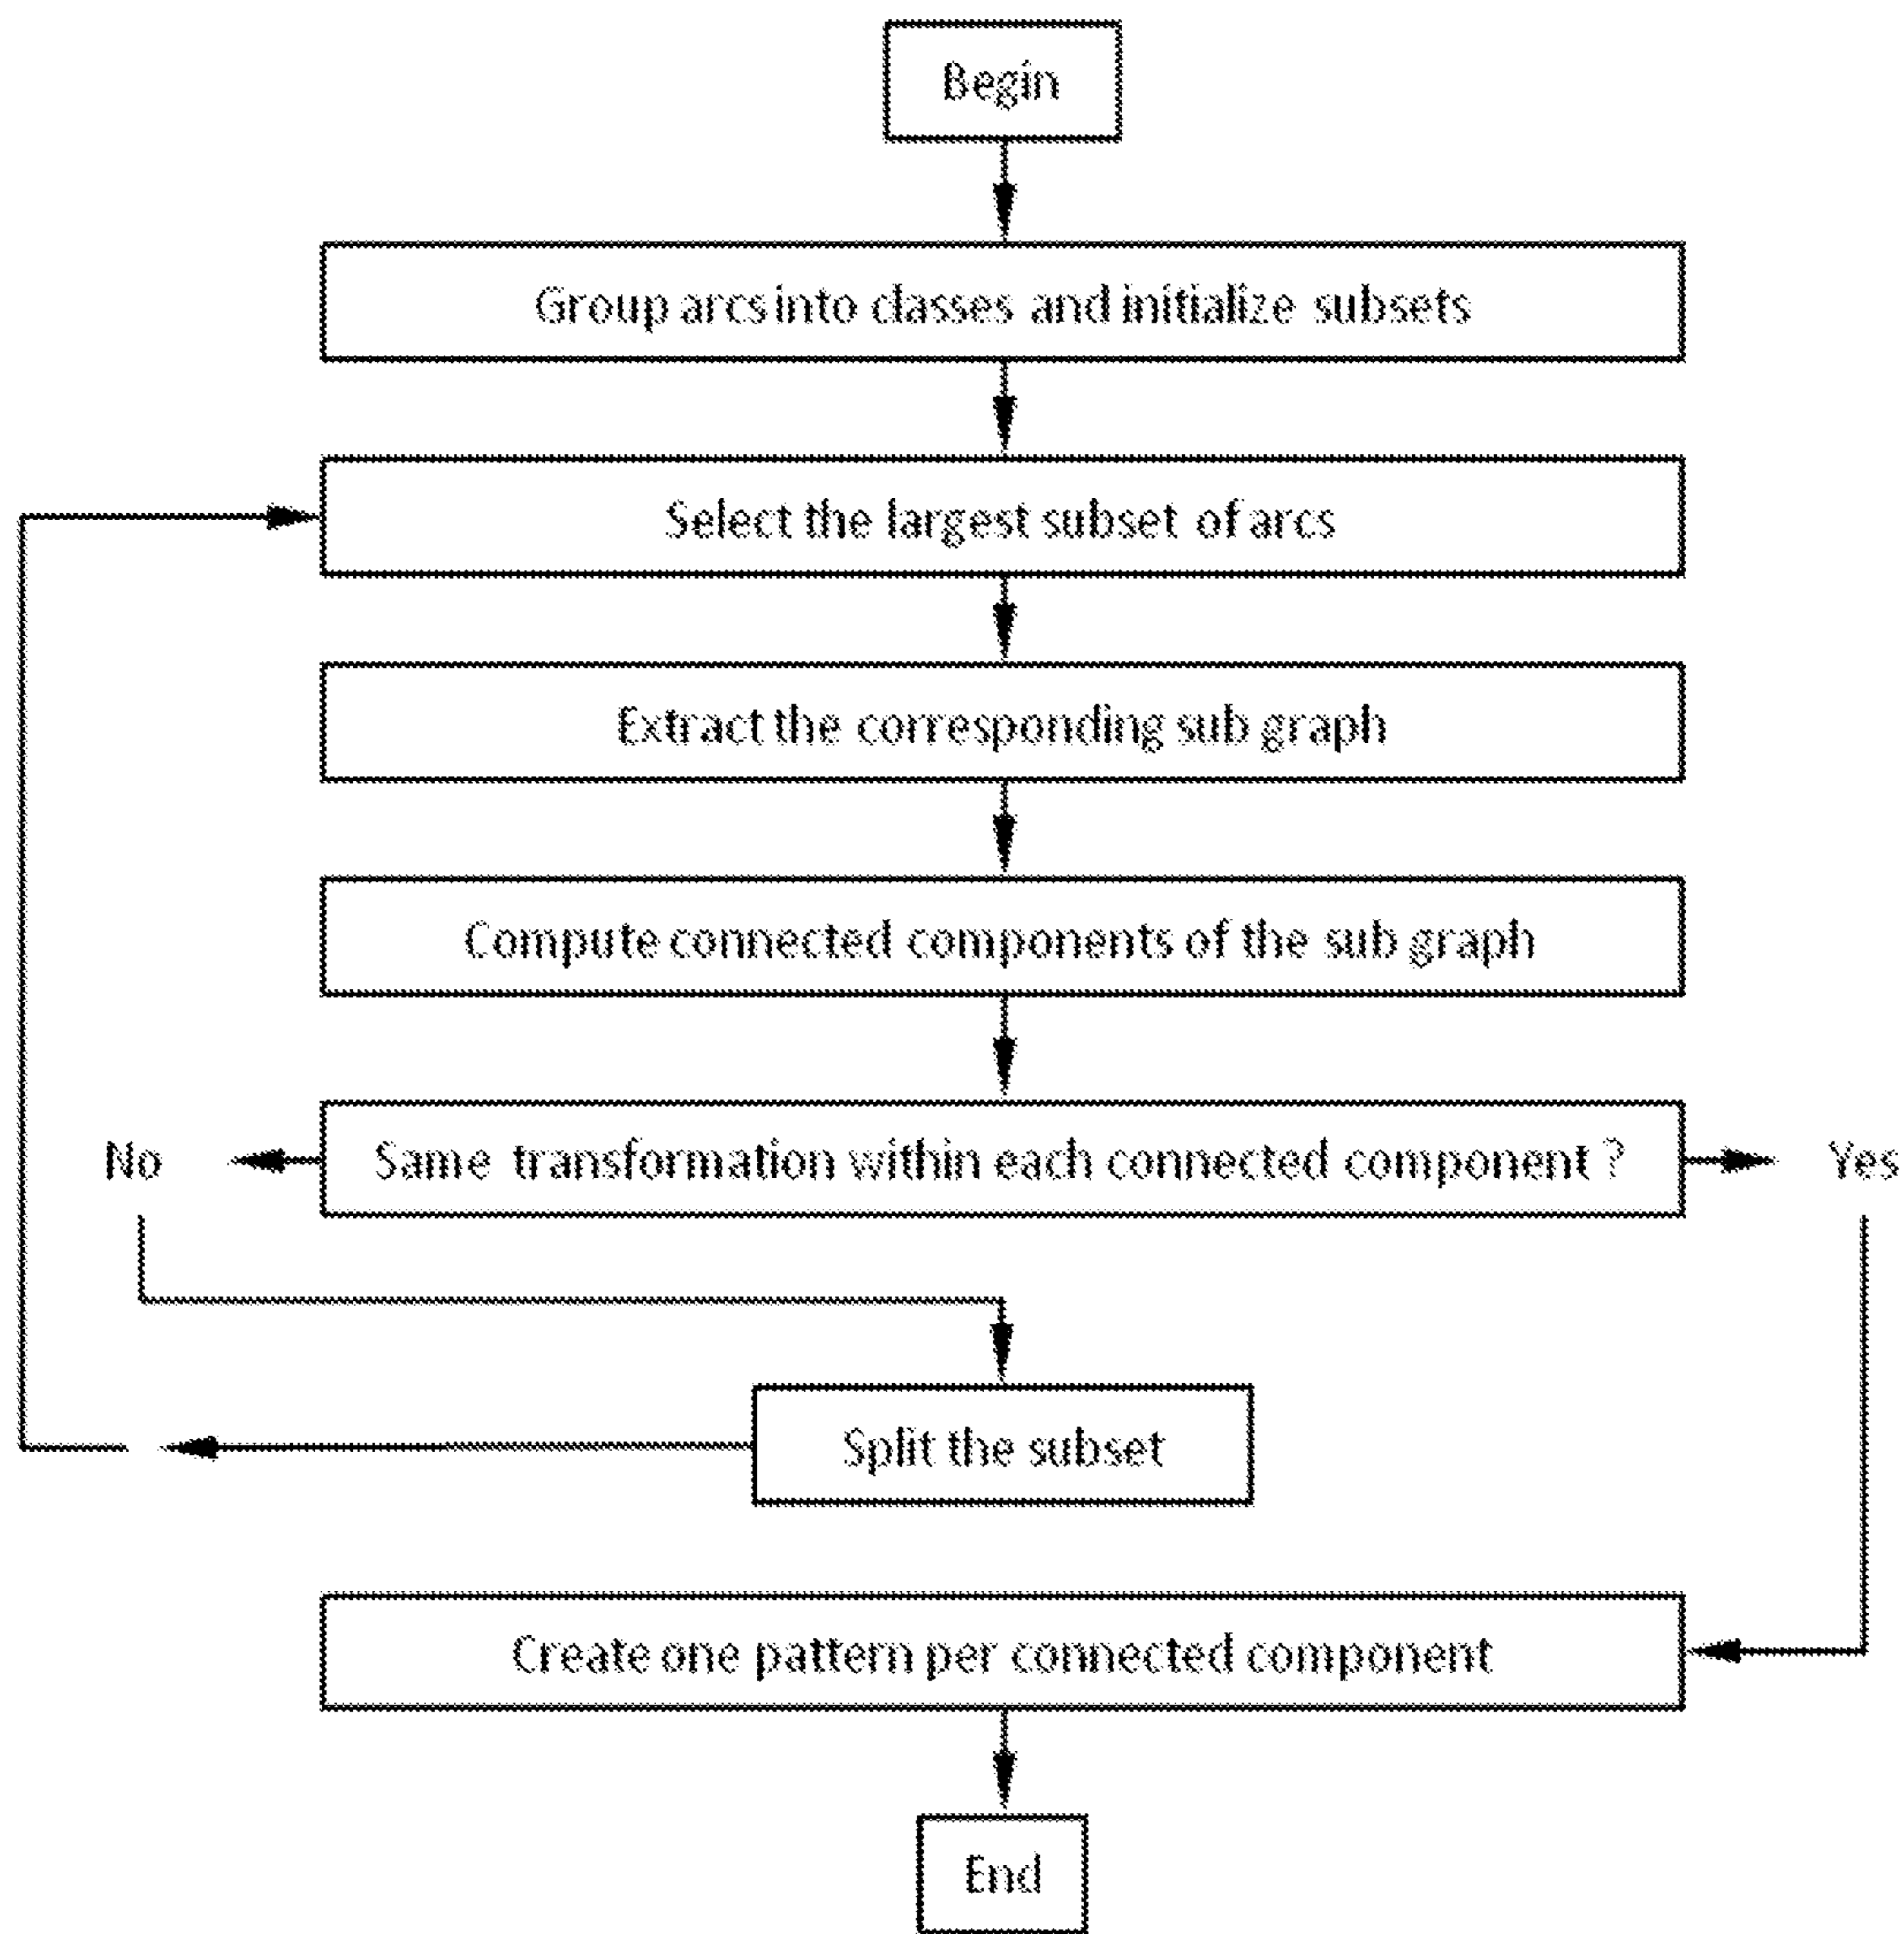 Begin
Group arcs into classes and initialize subsets
Select the largest subset of arcs
Extract the corresponding sub graph
Compute connected components of the sub graph
No
Same transformation within each connected component ?
Yes
Split the subset
Create one pattern per connected component
End